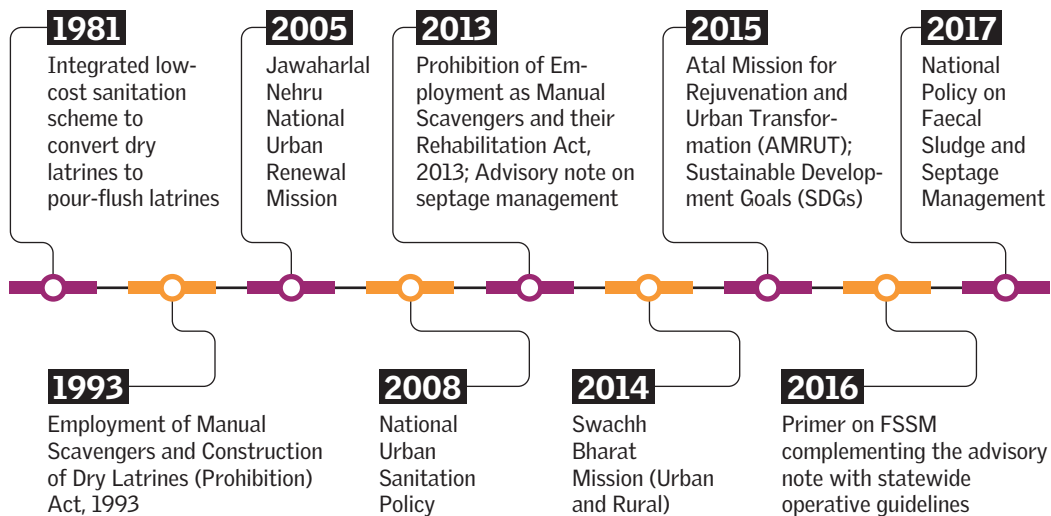 1981
Integrated low-
cost sanitation
scheme to
convert dry
latrines to
pour-flush latrines
2005
Jawaharlal
Nehru
National
Urban
Renewal
Mission
2013
Prohibition of Em-
ployment as Manual
Scavengers and their
Rehabilitation Act,
2013; Advisory note on
septage management
2015
Atal Mission for
Rejuvenation and
Urban Transfor-
mation (AMRUT);
Sustainable Develop-
ment Goals (SDGs)
2017
National
Policy on
Faecal
Sludge and
Septage
Management
1993
Employment of Manual
Scavengers and Construction
of Dry Latrines (Prohibition)
Act, 1993
2008
National
Urban
Sanitation
Policy
2014
Swachh
Bharat
Mission (Urban
and Rural)
2016
Primer on FSSM
complementing the advisory
note with statewide
operative guidelines